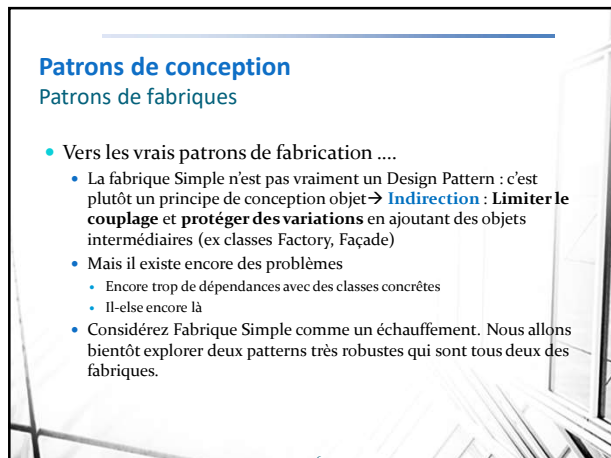 Patrons de conception
Patrons de fabriques
• Vers les vrais patrons de fabrication ....
• La fabrique Simple n'est pas vraiment un Design Pattern : c'est
plutôt un principe de conception objet→ Indirection : Limiter le
couplage et protéger des variations en ajoutant des objets
intermédiaires (ex classes Factory, Façade)
• Mais il existe encore des problèmes
• Encore trop de dépendances avec des classes concrêtes
• Il-else encore là
• Considérez Fabrique Simple comme un échauffement. Nous allons
bientôt explorer deux patterns très robustes qui sont tous deux des
fabriques.